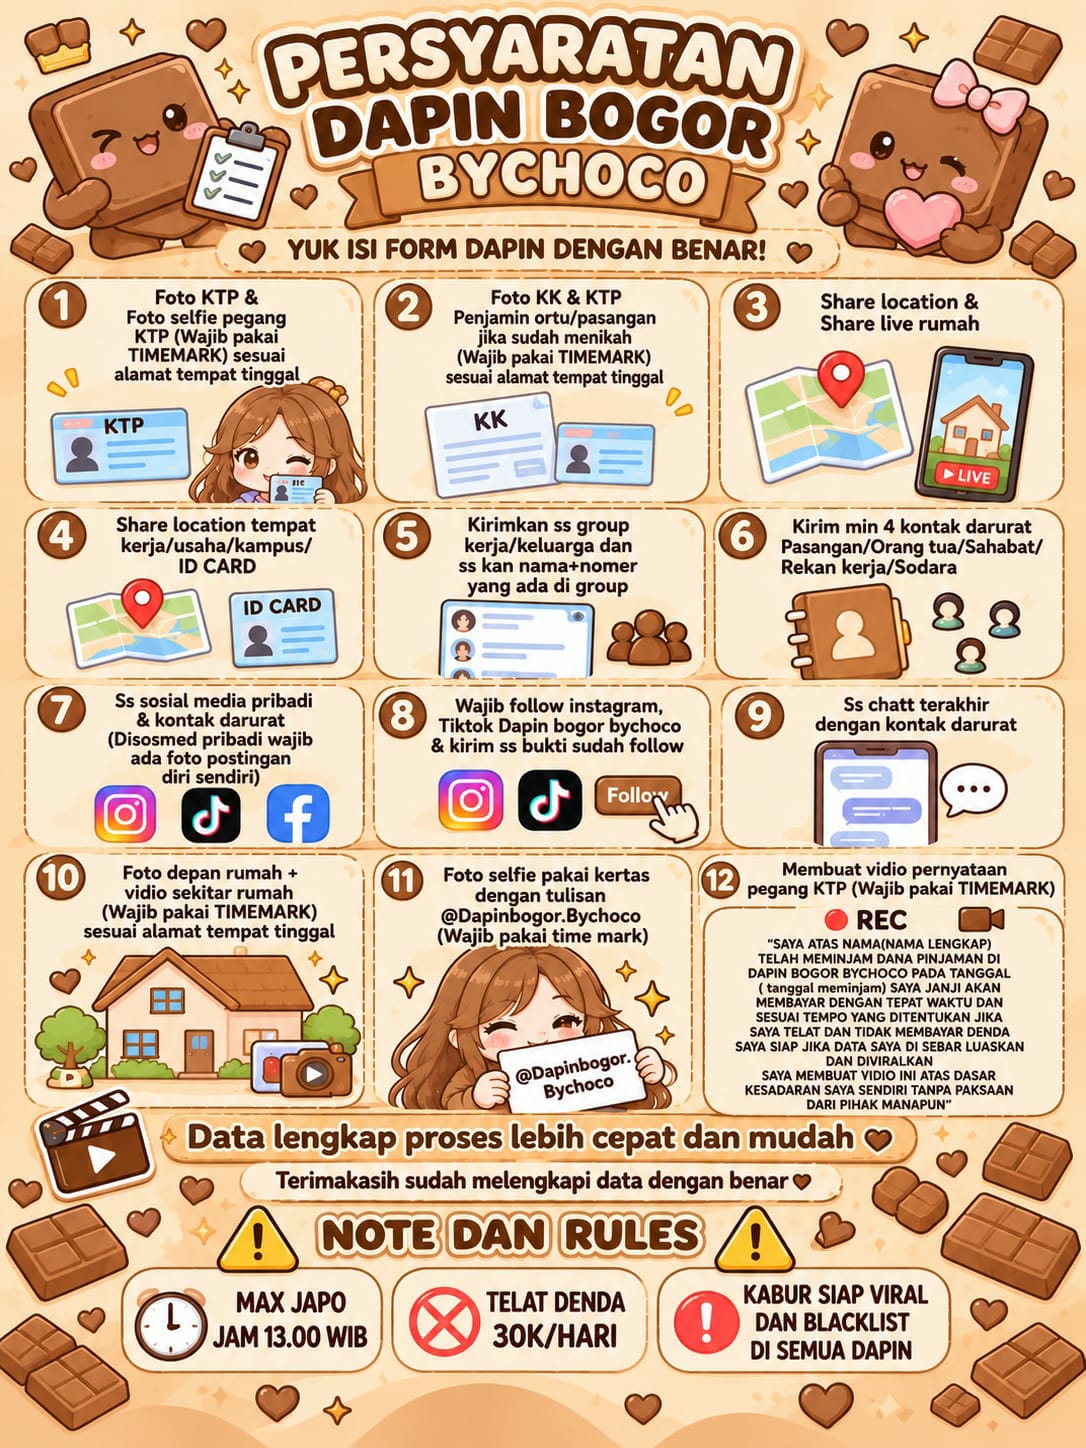 PERSYARATAN
DAPIN BOGOR
BYCHOCO
YUK ISI FORM DAPIN DENGAN BENAR!
1
Foto KTP &
Foto selfie pegang
KTP (Wajib pakai
TIMEMARK) sesuai
alamat tempat tinggal
KTP
2
Foto KK & KTP
Penjamin ortu/pasangan
jika sudah menikah
(Wajib pakai TIMEMARK)
sesuai alamat tempat tinggal
KK
3
Share location &
Share live rumah
LIVE
4
Share location tempat
kerja/usaha/kampus/
ID CARD
ID CARD
5
Kirimkan ss group
kerja/keluarga dan
ss kan nama+nomer
yang ada di group
6
Kirim min 4 kontak darurat
Pasangan/Orang tua/Sahabat/
Rekan kerja/Sodara
7
Ss sosial media pribadi
& kontak darurat
(Disosmed pribadi wajib
ada foto postingan
diri sendiri)
8
Wajib follow instagram,
Tiktok Dapin bogor bychoco
& kirim ss bukti sudah follow
Follow
9
Ss chatt terakhir
dengan kontak darurat
10
Foto depan rumah +
vidio sekitar rumah
(Wajib pakai TIMEMARK)
sesuai alamat tempat tinggal
11
Foto selfie pakai kertas
dengan tulisan
@Dapinbogor.Bychoco
(Wajib pakai time mark)
@Dapinbogor.
Bychoco
12
Membuat vidio pernyataan
pegang KTP (Wajib pakai TIMEMARK)
REC
"SAYA ATAS NAMA(NAMA LENGKAP)
TELAH MEMINJAM DANA PINJAMAN DI
DAPIN BOGOR BYCHOCO PADA TANGGAL
( tanggal meminjam) SAYA JANJI AKAN
MEMBAYAR DENGAN TEPAT WAKTU DAN
SESUAI TEMPO YANG DITENTUKAN JIKA
SAYA TELAT DAN TIDAK MEMBAYAR DENDA
SAYA SIAP JIKA DATA SAYA DI SEBAR LUASKAN
DAN DIVIRALKAN
SAYA MEMBUAT VIDIO INI ATAS DASAR
KESADARAN SAYA SENDIRI TANPA PAKSAAN
DARI PIHAK MANAPUN"
Data lengkap proses lebih cepat dan mudah
Terimakasih sudah melengkapi data dengan benar
NOTE DAN RULES
MAX JAPO
JAM 13.00 WIB
TELAT DENDA
30K/HARI
KABUR SIAP VIRAL
DAN BLACKLIST
DI SEMUA DAPIN